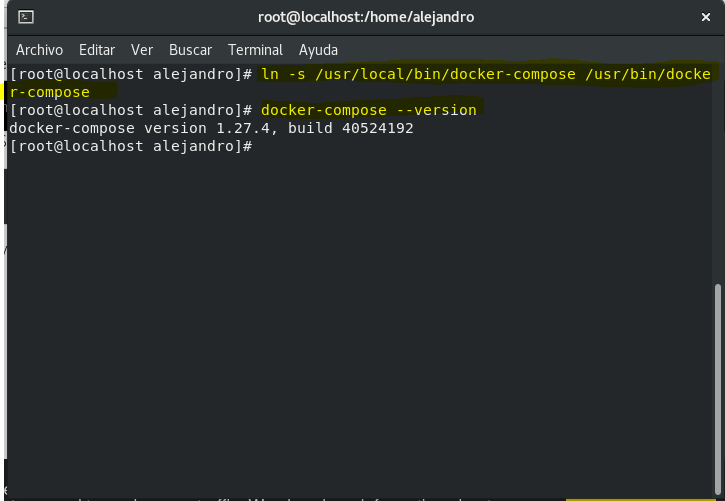 root@localhost:/home/alejandro
Archivo Editar Ver Buscar Terminal Ayuda
[root@localhost alejandro]# ln -s /usr/local/bin/docker-compose /usr/bin/docke
r-compose
[root@localhost alejandro]# docker-compose --version
docker-compose version 1.27.4, build 40524192
[root@localhost alejandro]#